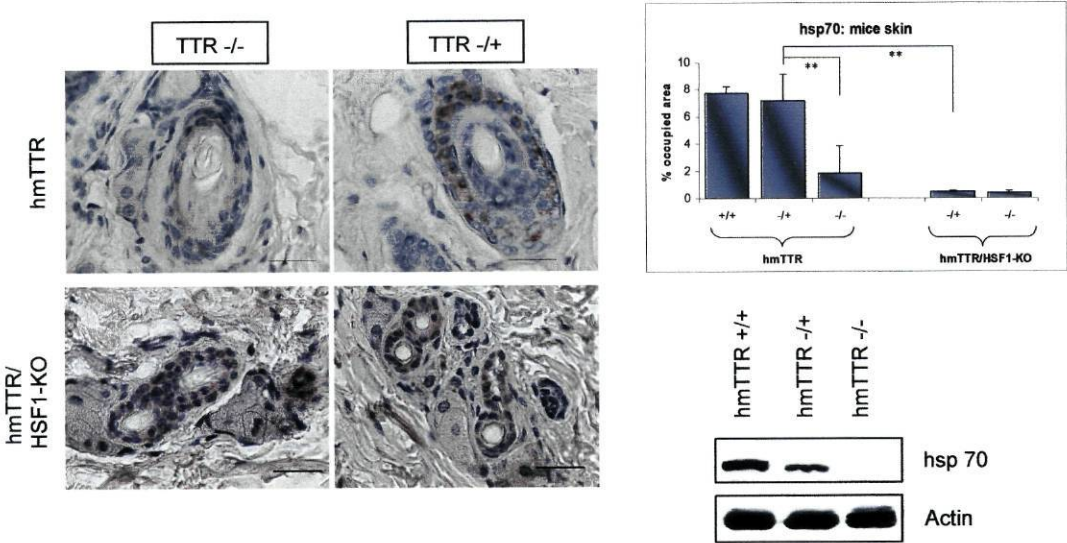 TTR -/-
TTR -/+
hmTTR
hmTTR/
HSF1-KO
hsp70: mice skin
% occupied area
10
8
6
4
2
0
**
**
+/+
-/+
-/-
-/+
-/-
hmTTR
hmTTR/HSF1-KO
hmTTR +/+
hmTTR -/+
hmTTR -/-
hsp 70
Actin